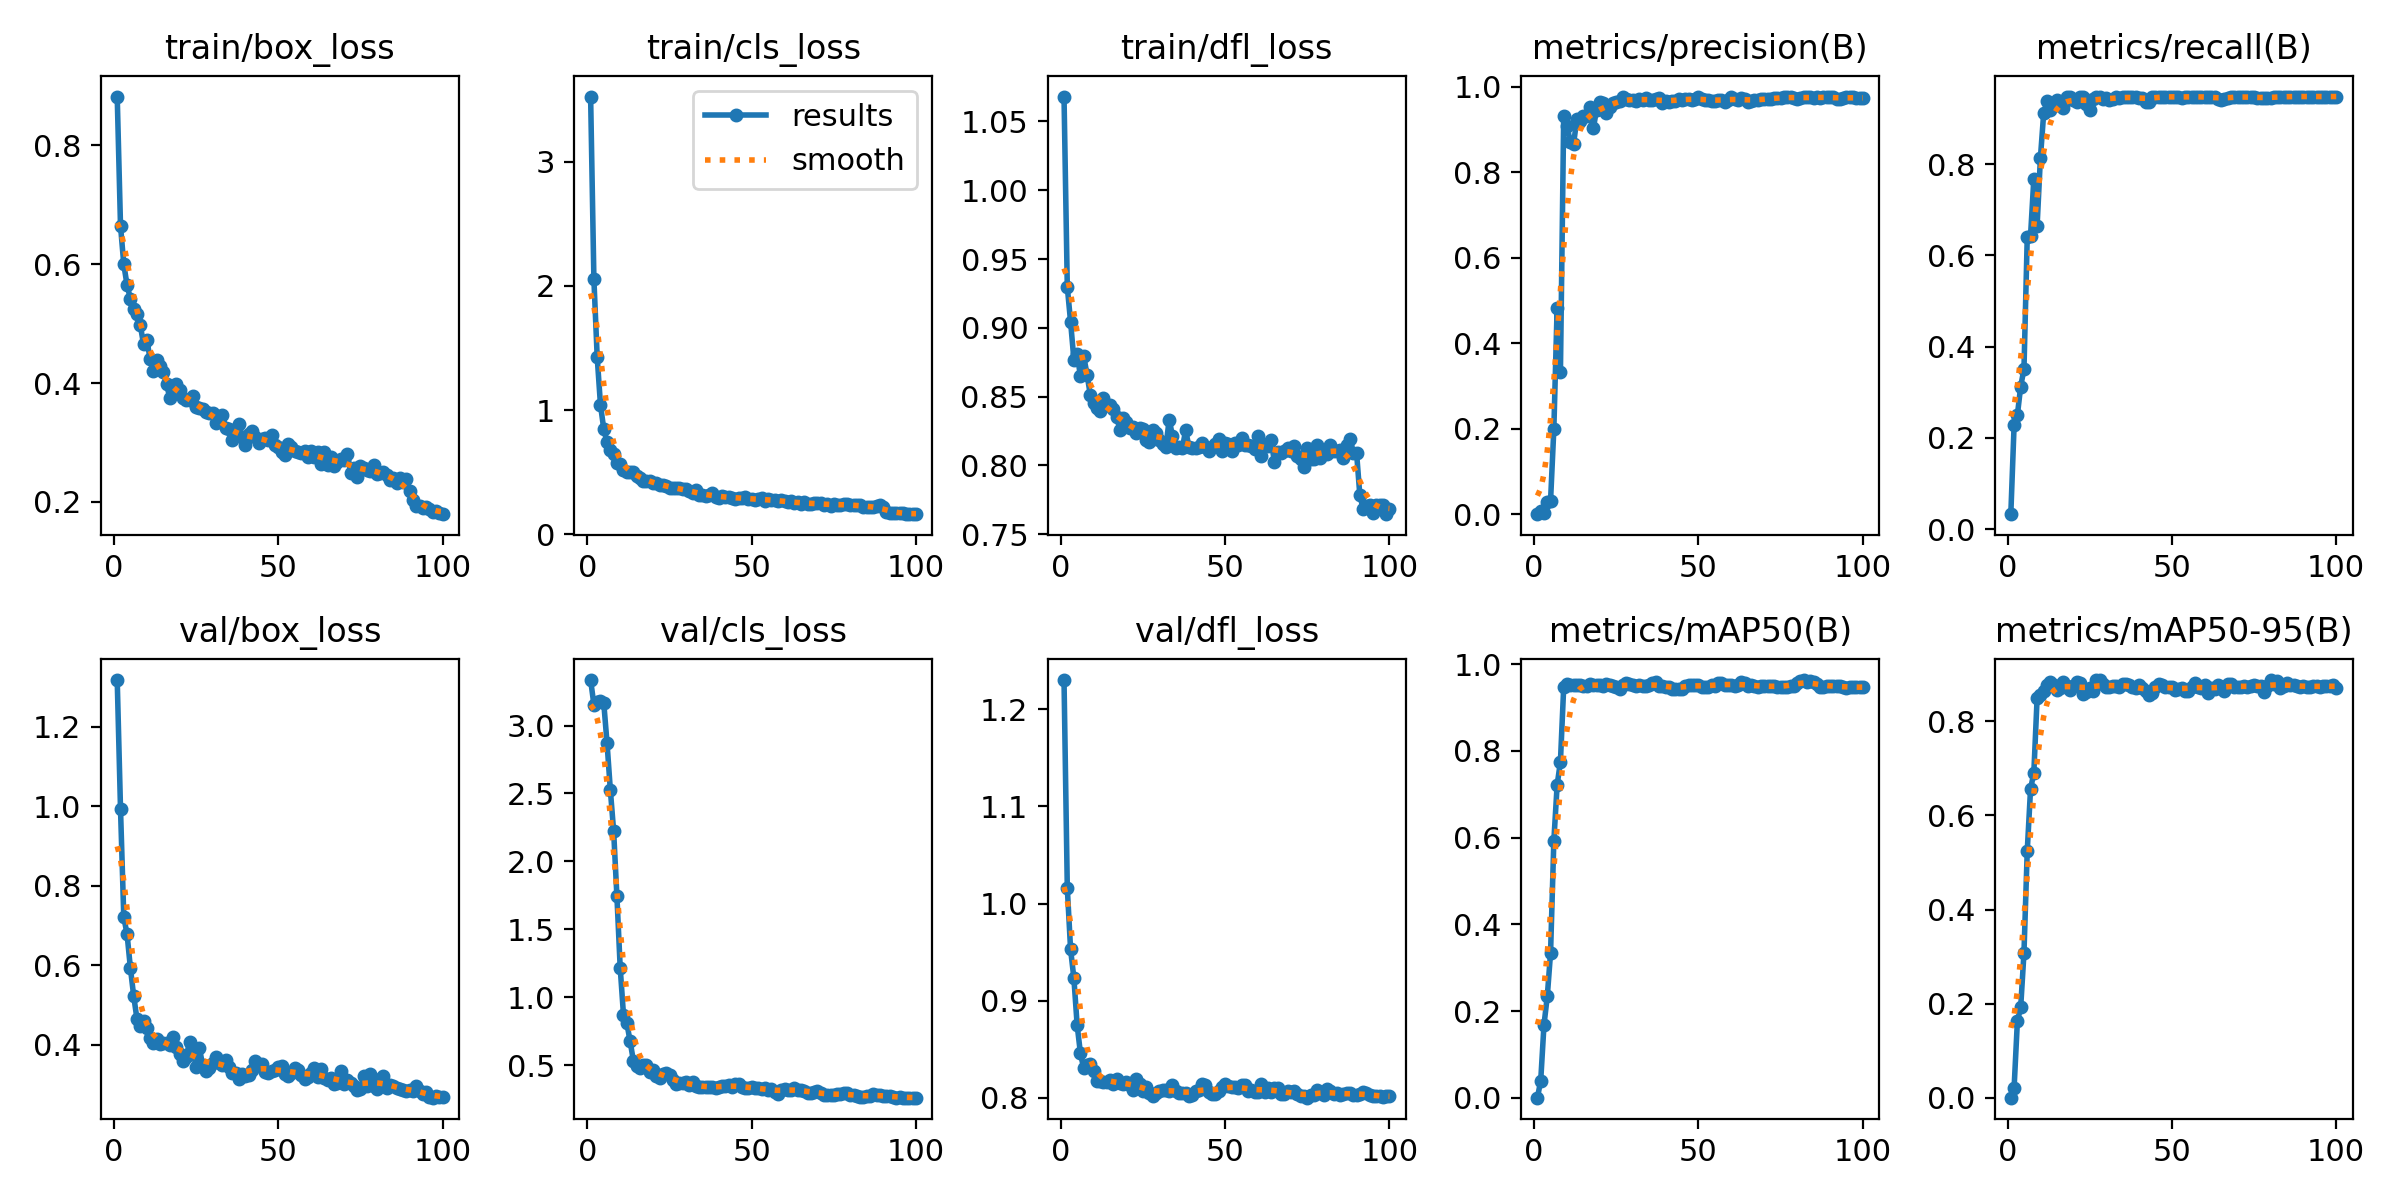 train/box_loss
0.8
0.6
0.4
0.2
0 50 100
train/cls_loss
results
smooth
3
2
1
0
0 50 100
train/dfl_loss
1.05
1.00
0.95
0.90
0.85
0.80
0.75
0 50 100
metrics/precision(B)
1.0
0.8
0.6
0.4
0.2
0.0
0 50 100
metrics/recall(B)
0.8
0.6
0.4
0.2
0.0
0 50 100
val/box_loss
1.2
1.0
0.8
0.6
0.4
0 50 100
val/cls_loss
3.0
2.5
2.0
1.5
1.0
0.5
0 50 100
val/dfl_loss
1.2
1.1
1.0
0.9
0.8
0 50 100
metrics/mAP50(B)
1.0
0.8
0.6
0.4
0.2
0.0
0 50 100
metrics/mAP50-95(B)
0.8
0.6
0.4
0.2
0.0
0 50 100